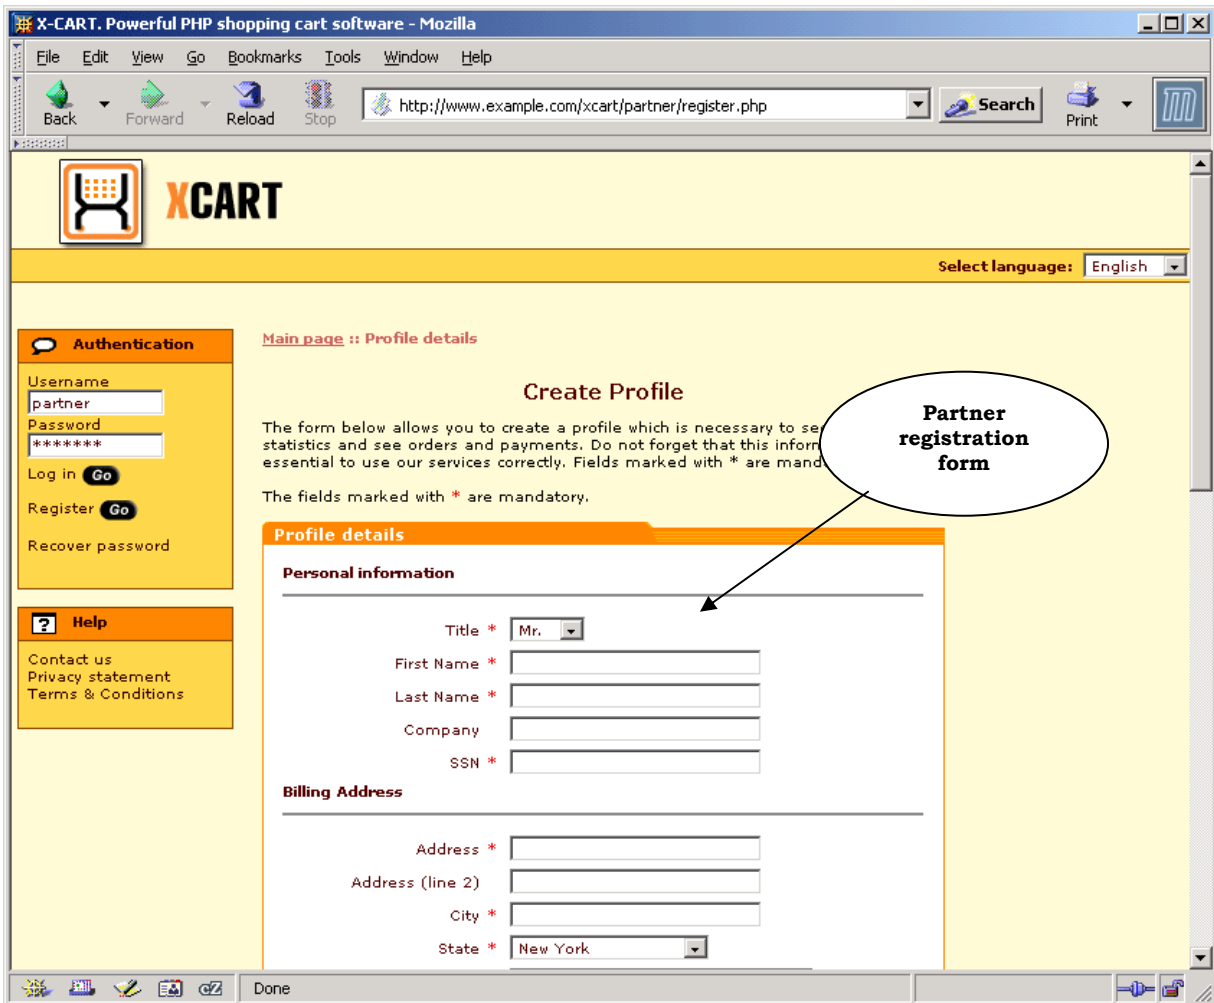 X-CART. Powerful PHP shopping cart software - Mozilla
File Edit View Go Bookmarks Tools Window Help
Back Forward Reload Stop http://www.example.com/xcart/partner/register.php Search Print
XCART
Select language: English
Authentication
Username
partner
Password
*******
Log in Go
Register Go
Recover password
Help
Contact us
Privacy statement
Terms & Conditions
Main page :: Profile details
Create Profile
The form below allows you to create a profile which is necessary to se
statistics and see orders and payments. Do not forget that this inform
essential to use our services correctly. Fields marked with * are mand
The fields marked with * are mandatory.
Partner
registration
form
Profile details
Personal information
Title * Mr.
First Name *
Last Name *
Company
SSN *
Billing Address
Address *
Address (line 2)
City *
State * New York
Done